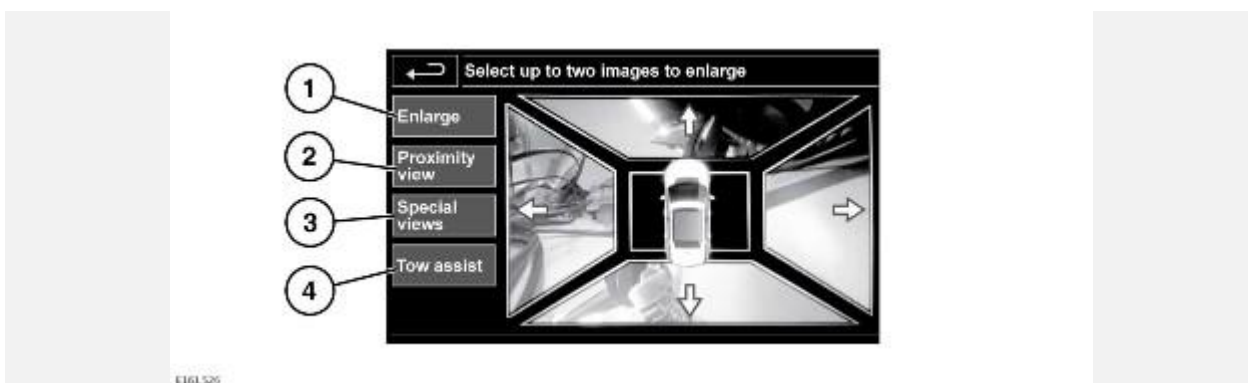 Select up to two images to enlarge
1
Enlarge
2
Proximity
view
3
Special
views
4
Tow assist
E161526